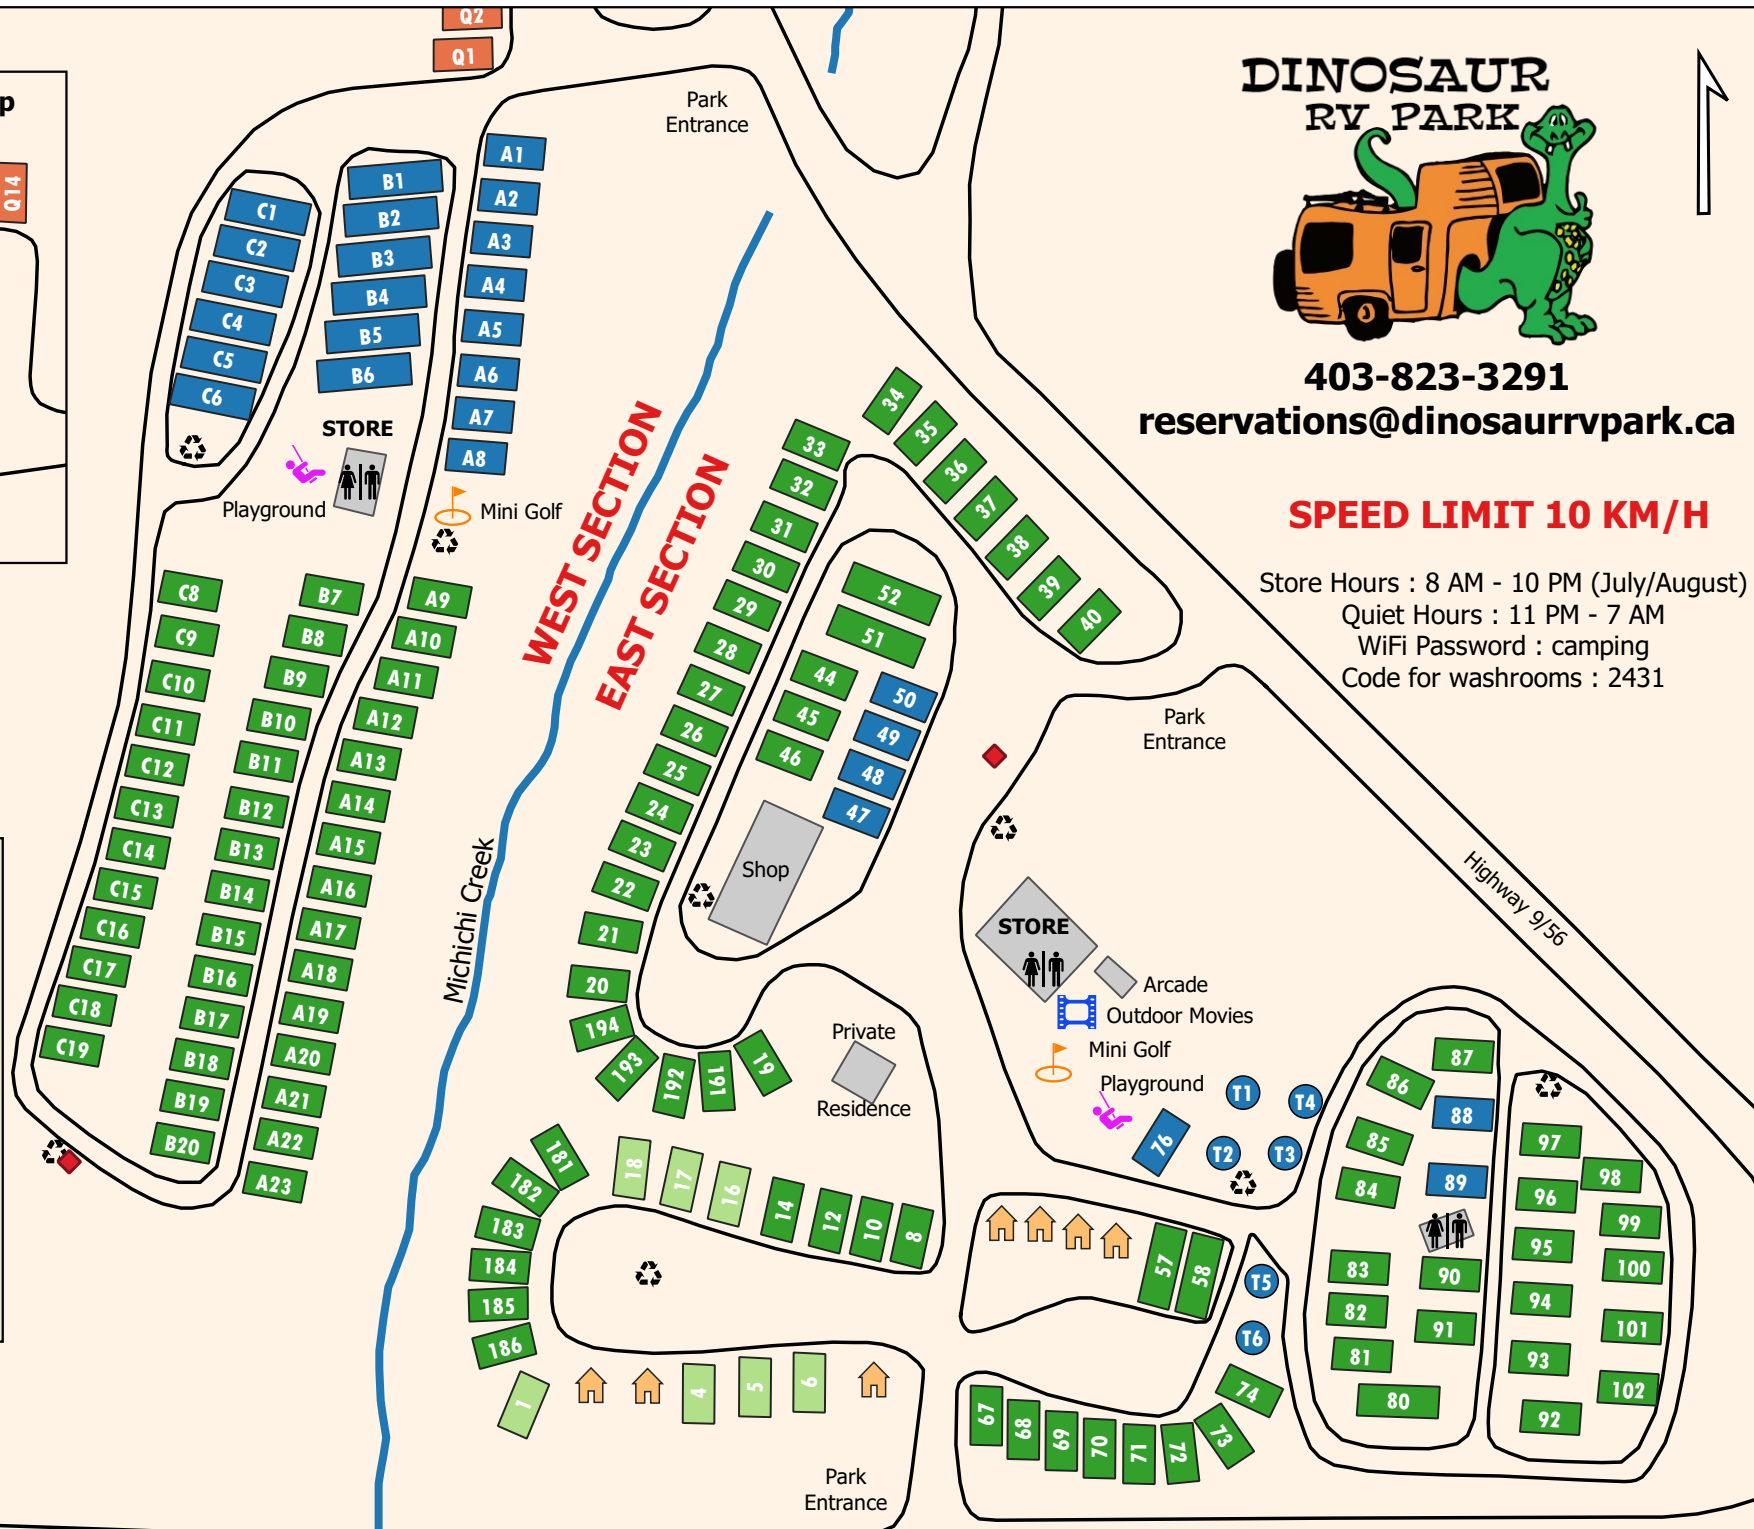 Q2
Q1
p
Q14
Park
Entrance
DINOSAUR
RV PARK
403-823-3291
reservations@dinosaurrvpark.ca
SPEED LIMIT 10 KM/H
Store Hours : 8 AM - 10 PM (July/August)
Quiet Hours : 11 PM - 7 AM
WiFi Password : camping
Code for washrooms : 2431
C1
C2
C3
C4
C5
C6
B1
B2
B3
B4
B5
B6
A1
A2
A3
A4
A5
A6
A7
A8
STORE
Playground
Mini Golf
WEST SECTION
EAST SECTION
Michichi Creek
C8
C9
C10
C11
C12
C13
C14
C15
C16
C17
C18
C19
B7
B8
B9
B10
B11
B12
B13
B14
B15
B16
B17
B18
B19
B20
A9
A10
A11
A12
A13
A14
A15
A16
A17
A18
A19
A20
A21
A22
A23
34
35
36
37
38
39
40
33
32
31
30
29
28
27
26
25
24
23
22
21
20
194
193
192
191
19
52
51
44
45
46
50
49
48
47
Shop
Park
Entrance
Highway 9/56
STORE
Arcade
Outdoor Movies
Mini Golf
Playground
Private
Residence
76
T1
T2
T3
T4
T5
T6
181
182
183
184
185
186
18
17
16
14
12
10
8
1
4
5
6
Park
Entrance
57
58
67
68
69
70
71
72
73
74
87
86
88
85
89
84
83
90
82
91
81
80
97
98
96
99
95
100
94
101
93
102
92